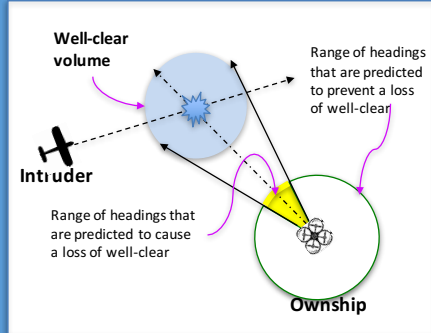 Well-clear
volume
Range of headings
that are predicted
to prevent a loss
of well-clear
Intruder
Range of headings that
are predicted to cause
a loss of well-clear
Ownship